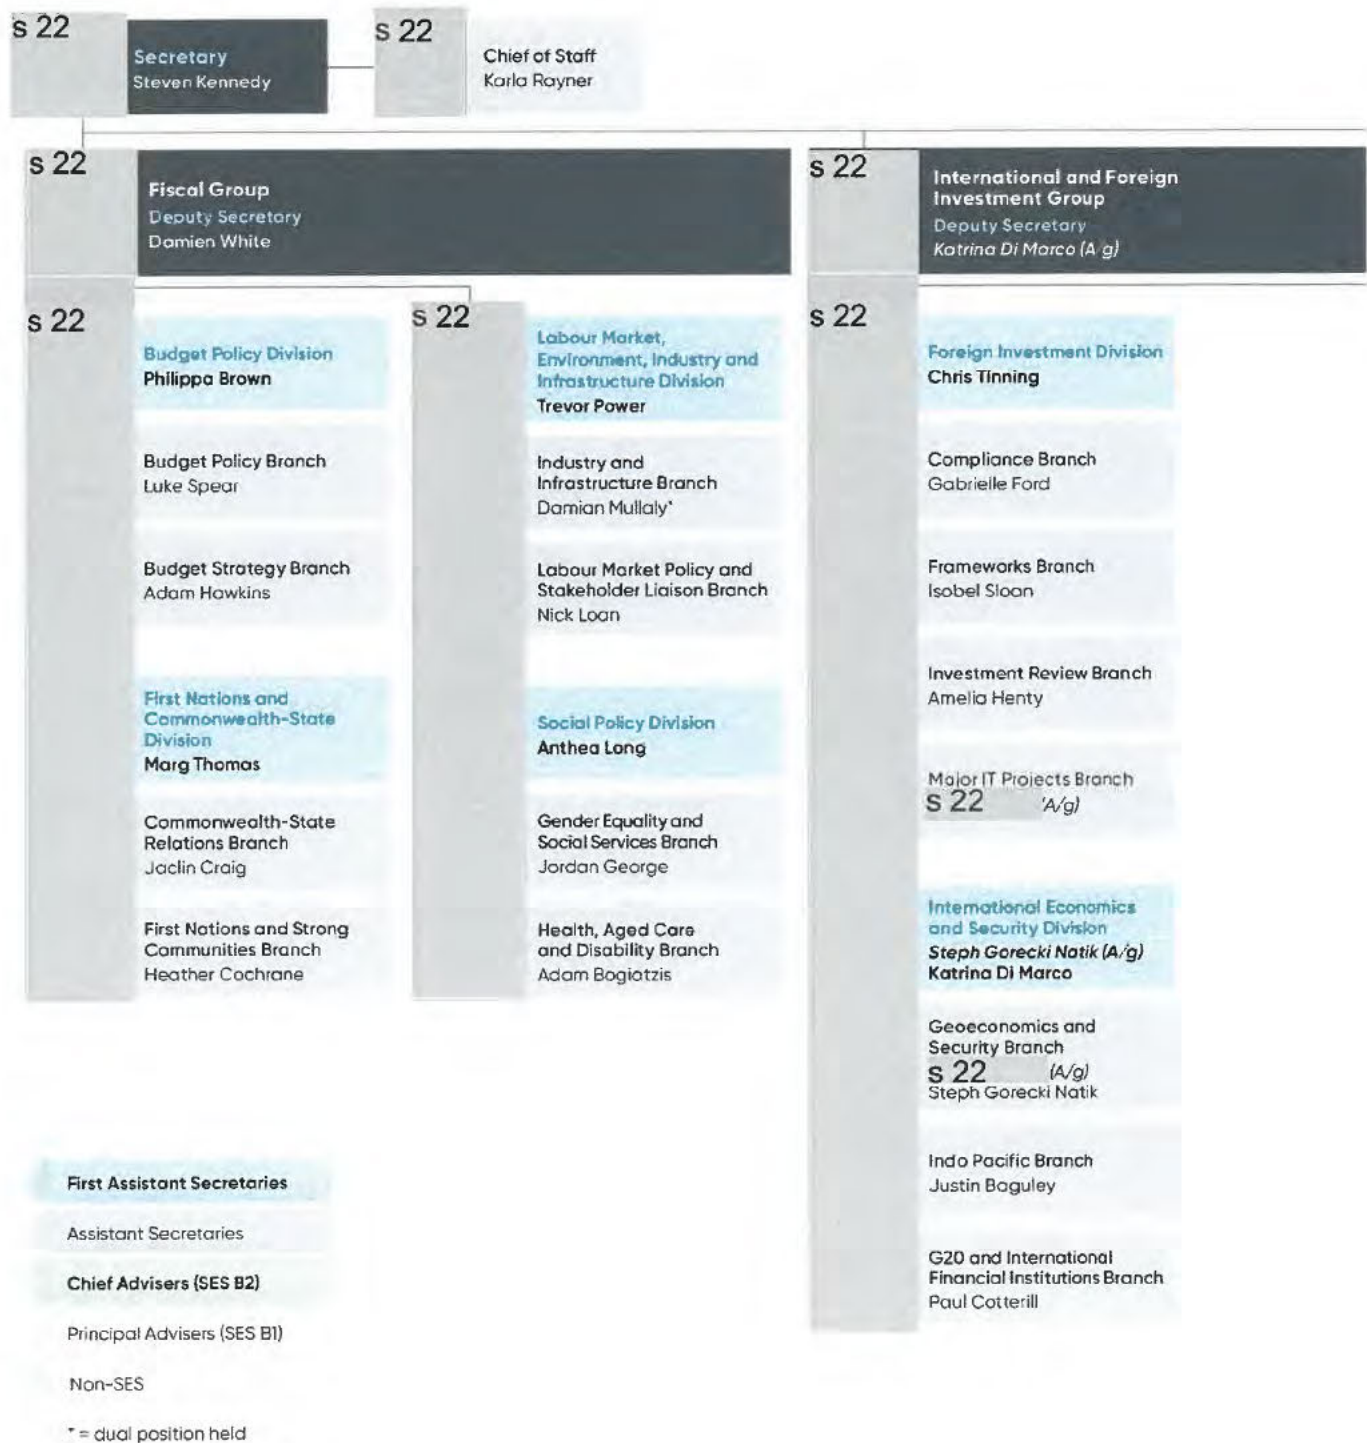 s 22
Secretary
Steven Kennedy
s 22
Chief of Staff
Karla Rayner
s 22
Fiscal Group
Deputy Secretary
Damien White
s 22
Budget Policy Division
Philippa Brown
Budget Policy Branch
Luke Spear
Budget Strategy Branch
Adam Hawkins
First Nations and
Commonwealth-State
Division
Marg Thomas
Commonwealth-State
Relations Branch
Jaclin Craig
First Nations and Strong
Communities Branch
Heather Cochrane
s 22
Labour Market,
Environment, Industry and
Infrastructure Division
Trevor Power
Industry and
Infrastructure Branch
Damian Mullaly*
Labour Market Policy and
Stakeholder Liaison Branch
Nick Loan
Social Policy Division
Anthea Long
Gender Equality and
Social Services Branch
Jordan George
Health, Aged Care
and Disability Branch
Adam Bogiatzis
s 22
International and Foreign
Investment Group
Deputy Secretary
Katrina Di Marco (A/g)
s 22
Foreign Investment Division
Chris Tinning
Compliance Branch
Gabrielle Ford
Frameworks Branch
Isobel Sloan
Investment Review Branch
Amelia Henty
Major IT Projects Branch
s 22 (A/g)
International Economics
and Security Division
Steph Gorecki Natik (A/g)
Katrina Di Marco
Geoeconomics and
Security Branch
s 22 (A/g)
Steph Gorecki Natik
Indo Pacific Branch
Justin Baguley
G20 and International
Financial Institutions Branch
Paul Cotterill
First Assistant Secretaries
Assistant Secretaries
Chief Advisers (SES B2)
Principal Advisers (SES B1)
Non-SES
* = dual position held